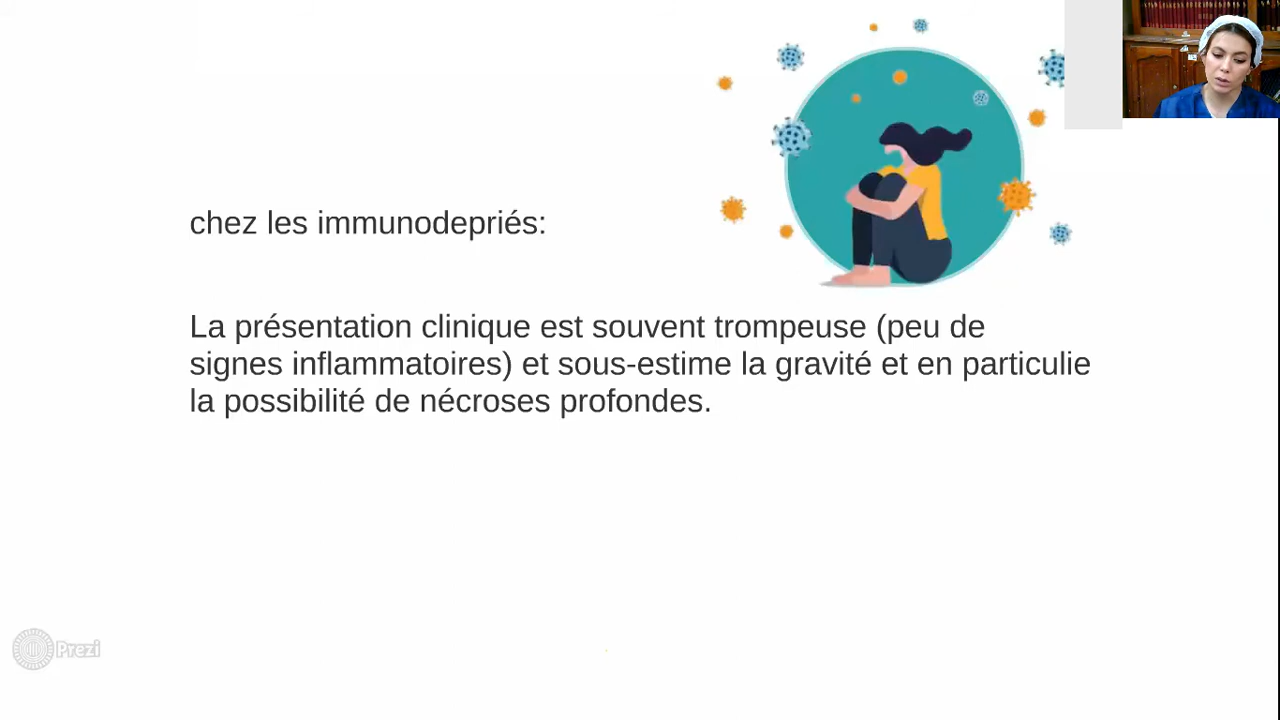 chez les immunodepriés:
La présentation clinique est souvent trompeuse (peu de
signes inflammatoires) et sous-estime la gravité et en particulie
la possibilité de nécroses profondes.
Prezi